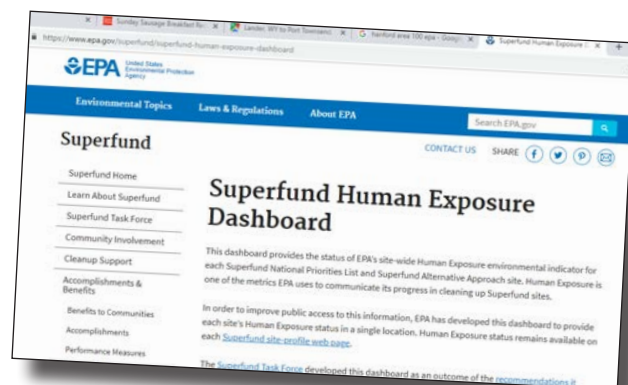 Sunday Sausage Breakfast
Lander, WY to Port Townsend
hanford area 100 epa - Google
Superfund Human Exposure D
https://www.epa.gov/superfund/superfund-human-exposure-dashboard
EPA
United States
Environmental Protection
Agency
Environmental Topics
Laws & Regulations
About EPA
Search EPA.gov
CONTACT US
SHARE
Superfund
Superfund Home
Learn About Superfund
Superfund Task Force
Community Involvement
Cleanup Support
Accomplishments &
Benefits
Benefits to Communities
Accomplishments
Performance Measures
Superfund Human Exposure
Dashboard
This dashboard provides the status of EPA's site-wide Human Exposure environmental indicator for
each Superfund National Priorities List and Superfund Alternative Approach site. Human Exposure is
one of the metrics EPA uses to communicate its progress in cleaning up Superfund sites.
In order to improve public access to this information, EPA has developed this dashboard to provide
each site's Human Exposure status in a single location. Human Exposure status remains available on
each Superfund site-profile web page.
The Superfund Task Force developed this dashboard as an outcome of the recommendations it